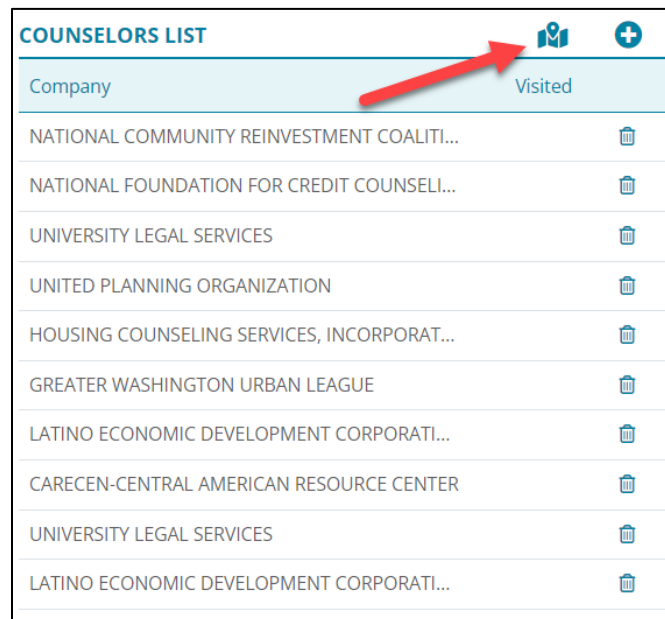 COUNSELORS LIST
Company Visited
NATIONAL COMMUNITY REINVESTMENT COALITI...
NATIONAL FOUNDATION FOR CREDIT COUNSELI...
UNIVERSITY LEGAL SERVICES
UNITED PLANNING ORGANIZATION
HOUSING COUNSELING SERVICES, INCORPORAT...
GREATER WASHINGTON URBAN LEAGUE
LATINO ECONOMIC DEVELOPMENT CORPORATI...
CARECEN-CENTRAL AMERICAN RESOURCE CENTER
UNIVERSITY LEGAL SERVICES
LATINO ECONOMIC DEVELOPMENT CORPORATI...